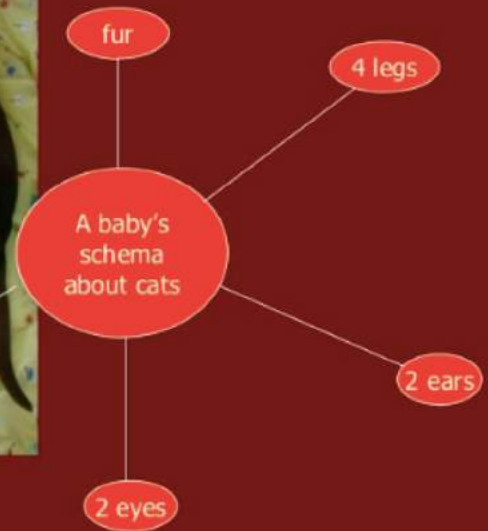 fur
4 legs
A baby's
schema
about cats
2 ears
2 eyes